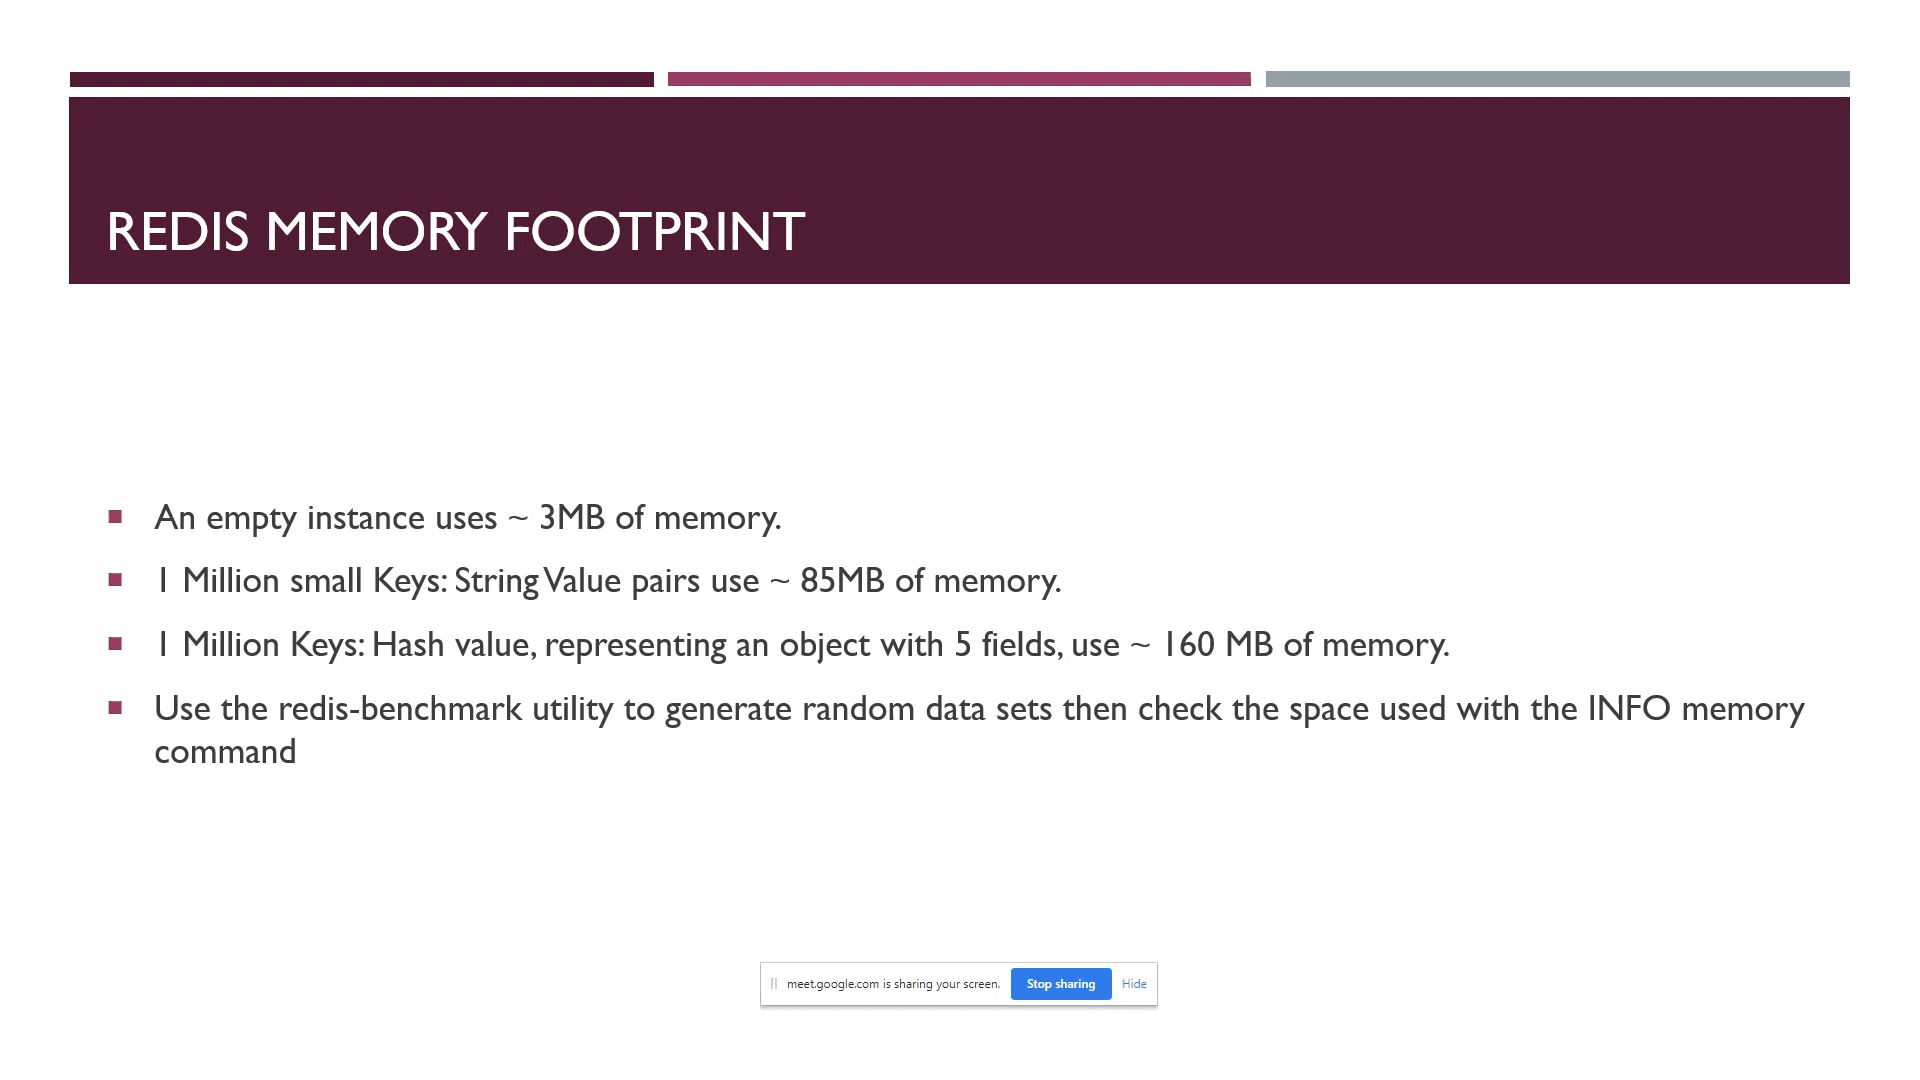 REDIS MEMORY FOOTPRINT
An empty instance uses ~ 3MB of memory.
1 Million small Keys: String Value pairs use ~ 85MB of memory.
1 Million Keys: Hash value, representing an object with 5 fields, use ~ 160 MB of memory.
Use the redis-benchmark utility to generate random data sets then check the space used with the INFO memory
command
meet.google.com is sharing your screen. Stop sharing Hide